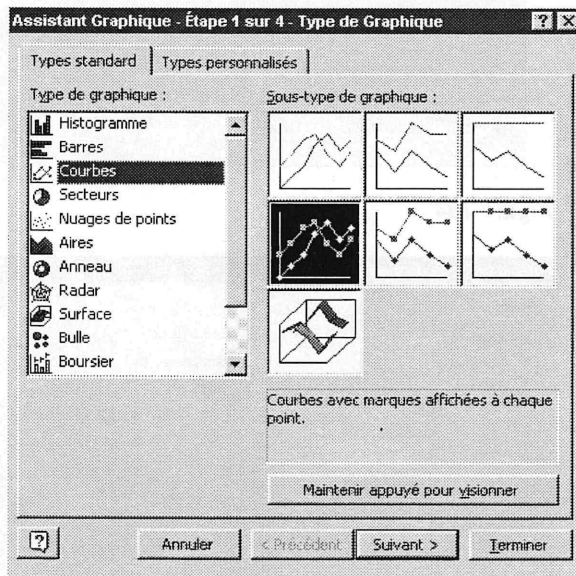 Assistant Graphique - Étape 1 sur 4 - Type de Graphique
Types standard
Types personnalisés
Type de graphique :
Histogramme
Barres
Courbes
Secteurs
Nuages de points
Aires
Anneau
Radar
Surface
Bulle
Boursier
Sous-type de graphique :
Courbes avec marques affichées à chaque
point.
Maintenir appuyé pour visionner
Annuler
< Précédent
Suivant >
Terminer